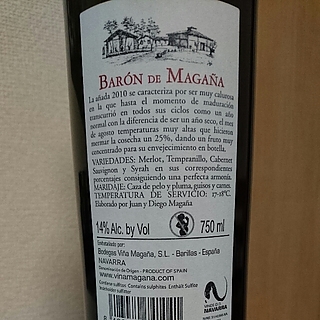 BARÓN DE MAGAÑA
La añada 2010 se caracteriza por ser muy calurosa
en la que hasta el momento de maduración
transcurrió en todos sus ciclos como un años
normal con la diferencia de ser un año seco, el mes
de agosto temperaturas muy altas que hicieron
mermar la cosecha un 25%, dando un vino muy
concentrado para su envejecimiento en botella.
VARIEDADES: Merlot, Tempranillo, Cabernet
Sauvignon y Syrah en sus correspondientes
porcentajes consiguiendo una perfecta armonía.
MARIDAJE: Caza de pelo y pluma, guisos y carnes.
TEMPERATURA DE SERVICIO: 17-18ºC.
Elaborado por Juan y Diego Magaña
14% Alc. by Vol
750 ml
Embotellado por:
Bodegas Viña Magaña, S.L. - Barillas - España
NAVARRA
Denominación de Origen - PRODUCT OF SPAIN
www.vinamagana.com
Contiene sulfitos Contains sulphites Enthält Sulfite
NAVARRA